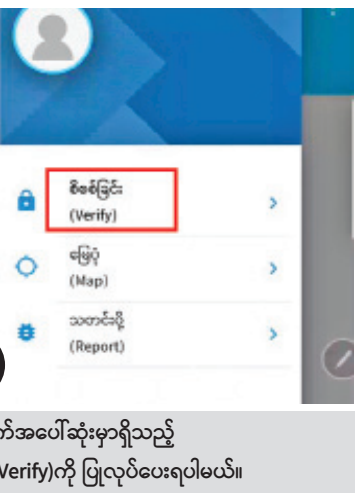 စိစစ်ခြင်း
(Verify)
မြေပုံ
(Map)
သတင်းပို့
(Report)
က်အပေါ်ဆုံးမှာရှိသည့်
Verify)ကို ပြုလုပ်ပေးရပါမယ်။